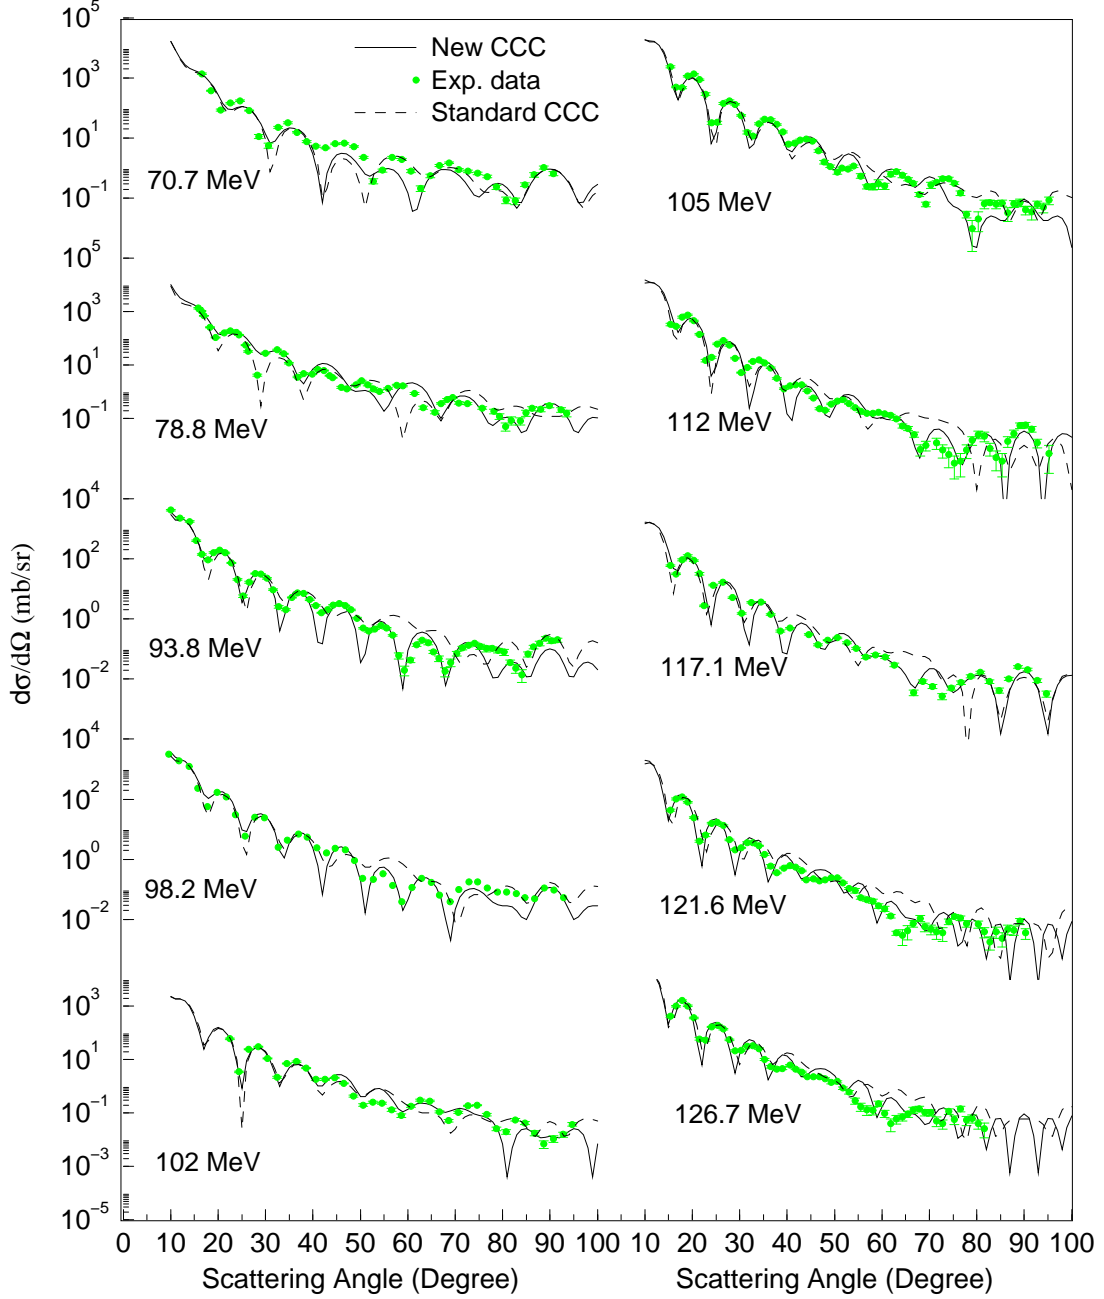 10^5
New CCC
Exp. data
Standard CCC
10^3
10^1
10^-1
70.7 MeV
105 MeV
10^5
10^3
10^1
10^-1
78.8 MeV
112 MeV
10^4
10^2
10^0
10^-2
93.8 MeV
117.1 MeV
dσ/dΩ (mb/sr)
10^4
10^2
10^0
10^-2
98.2 MeV
121.6 MeV
10^3
10^1
10^-1
10^-3
10^-5
102 MeV
126.7 MeV
0 10 20 30 40 50 60 70 80 90 100 10 20 30 40 50 60 70 80 90 100
Scattering Angle (Degree) Scattering Angle (Degree)